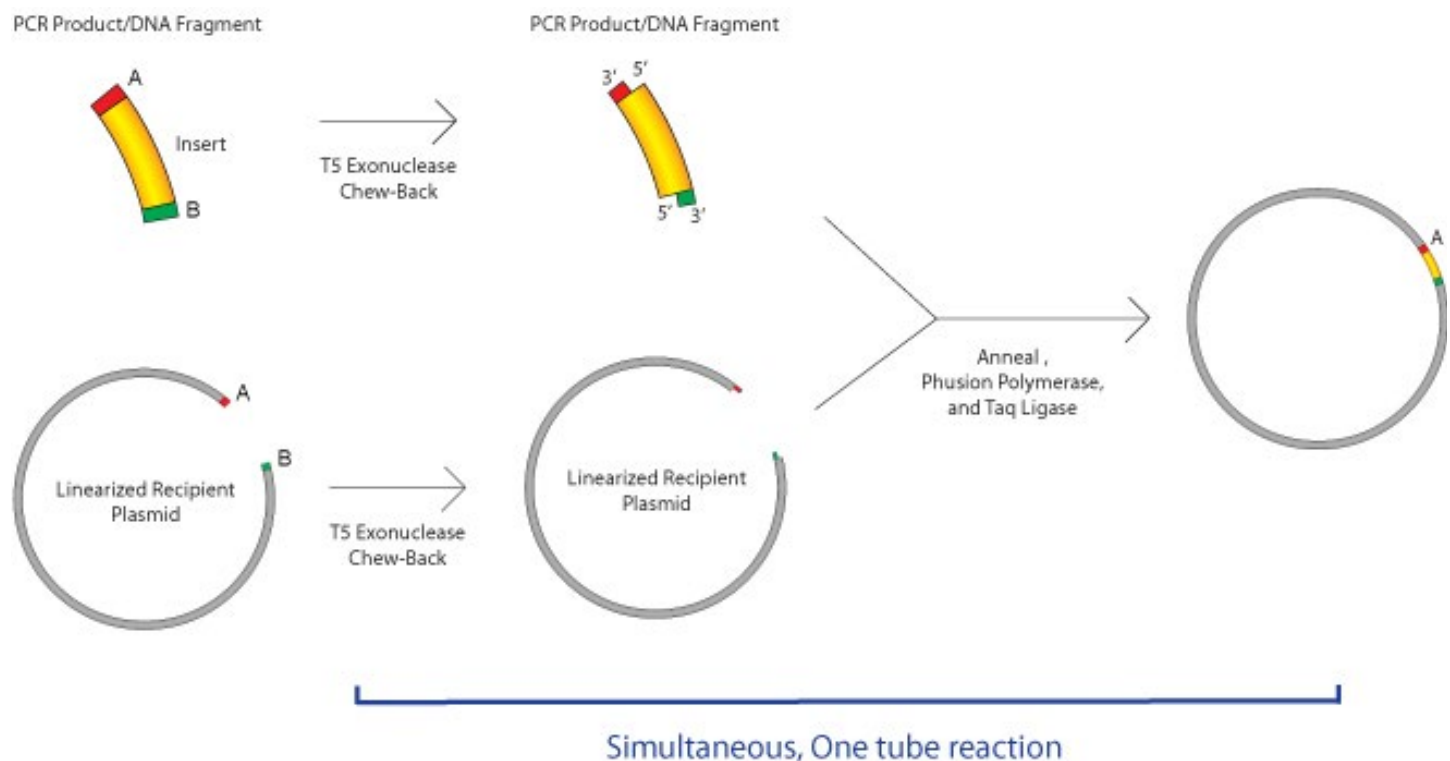 PCR Product/DNA Fragment
A
Insert
B
T5 Exonuclease
Chew-Back
PCR Product/DNA Fragment
3’
5’
5’
3’
A
B
Linearized Recipient
Plasmid
T5 Exonuclease
Chew-Back
Linearized Recipient
Plasmid
Anneal ,
Phusion Polymerase,
and Taq Ligase
A
Simultaneous, One tube reaction